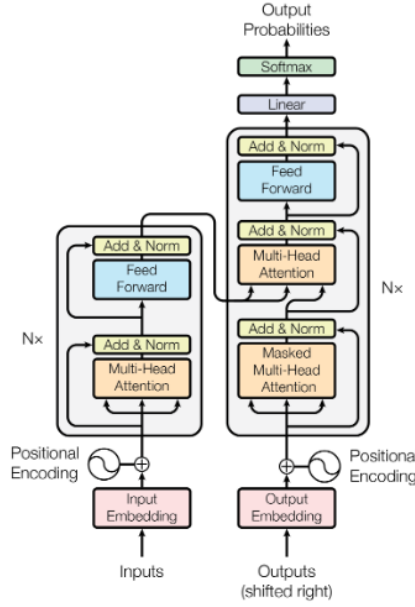 Output
Probabilities
Softmax
Linear
Add & Norm
Feed
Forward
Add & Norm
Multi-Head
Attention
Add & Norm
Masked
Multi-Head
Attention
Nx
Add & Norm
Feed
Forward
Add & Norm
Multi-Head
Attention
Nx
Positional
Encoding
Positional
Encoding
Input
Embedding
Output
Embedding
Inputs
Outputs
(shifted right)